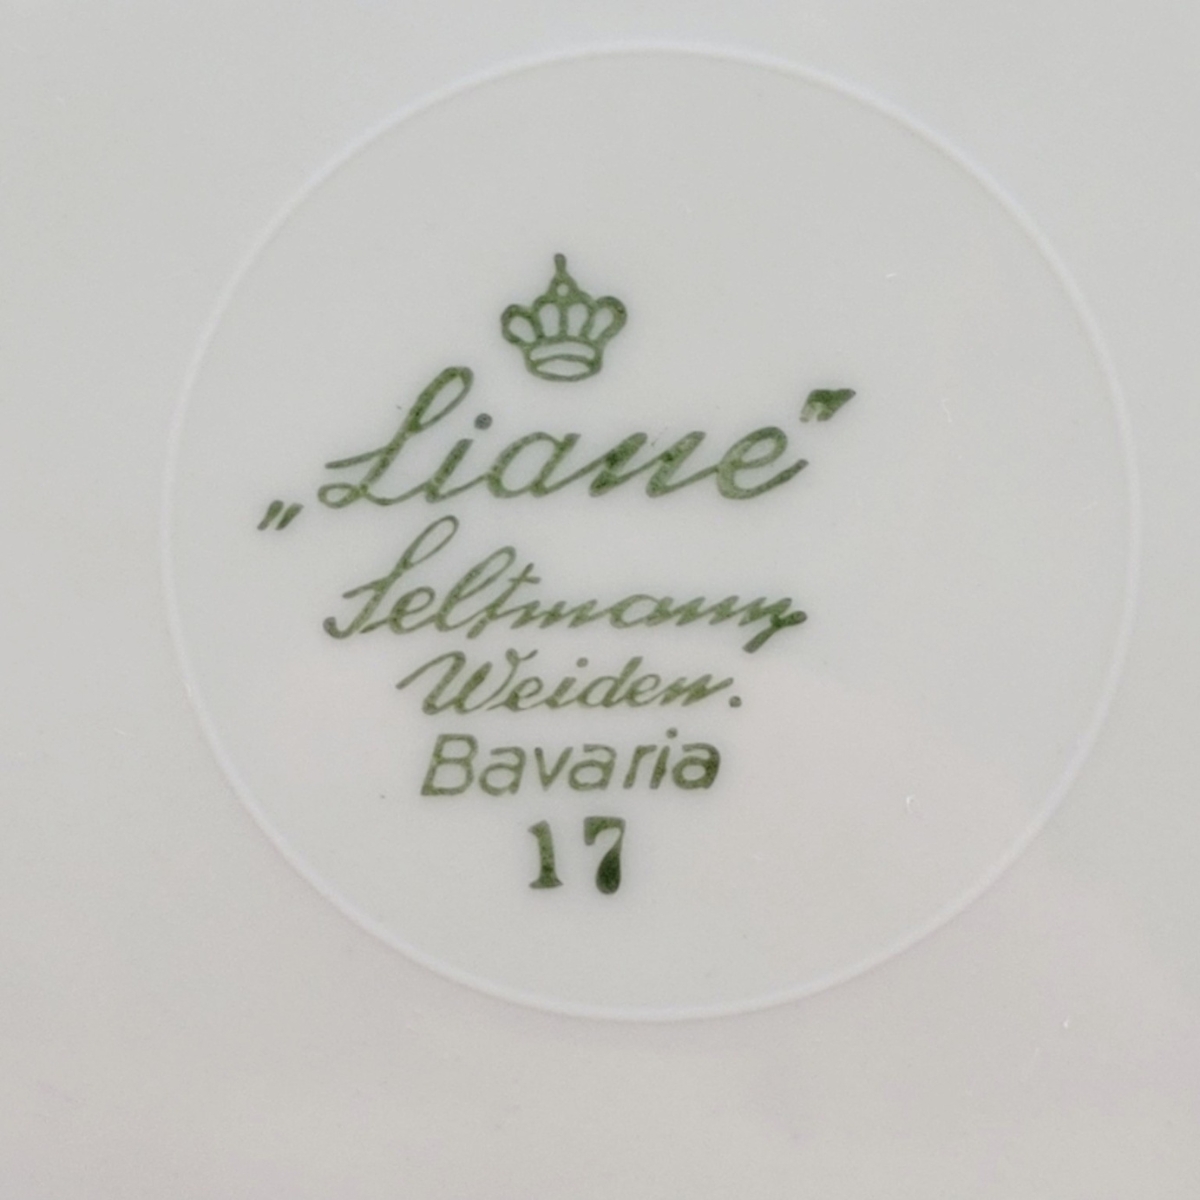 „Liane"
Seltmann
Weiden.
Bavaria
17